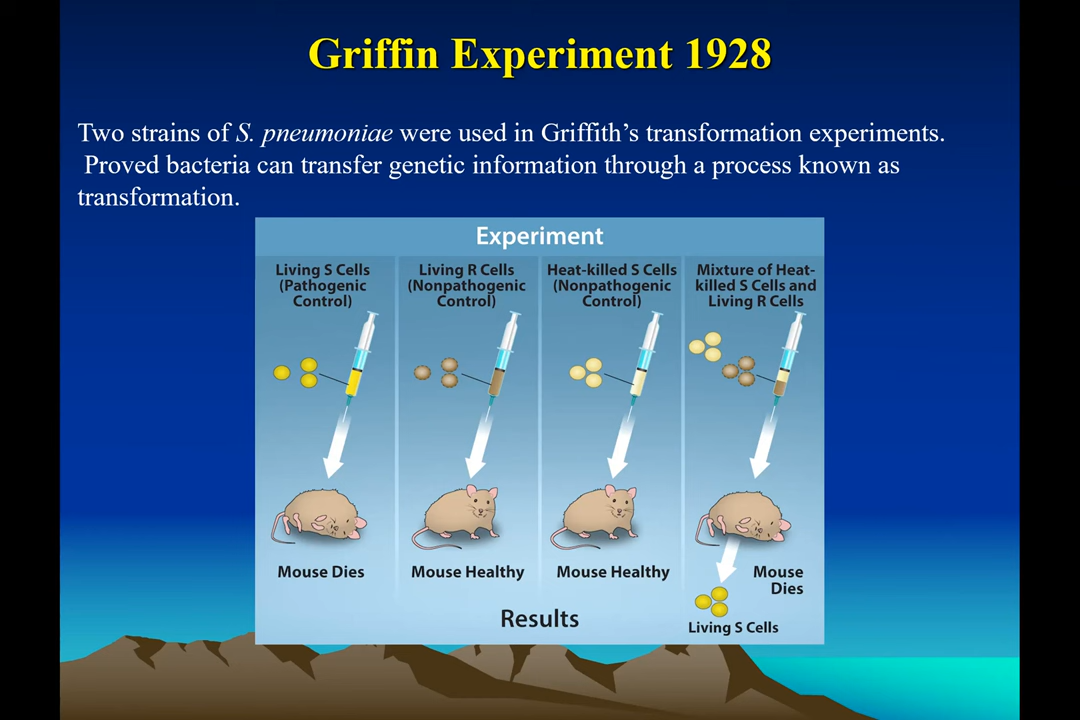 Griffin Experiment 1928
Two strains of S. pneumoniae were used in Griffith’s transformation experiments.
Proved bacteria can transfer genetic information through a process known as
transformation.
Experiment
Living S Cells
(Pathogenic
Control)
Living R Cells
(Nonpathogenic
Control)
Heat-killed S Cells
(Nonpathogenic
Control)
Mixture of Heat-
killed S Cells and
Living R Cells
Mouse Dies
Mouse Healthy
Mouse Healthy
Mouse
Dies
Living S Cells
Results